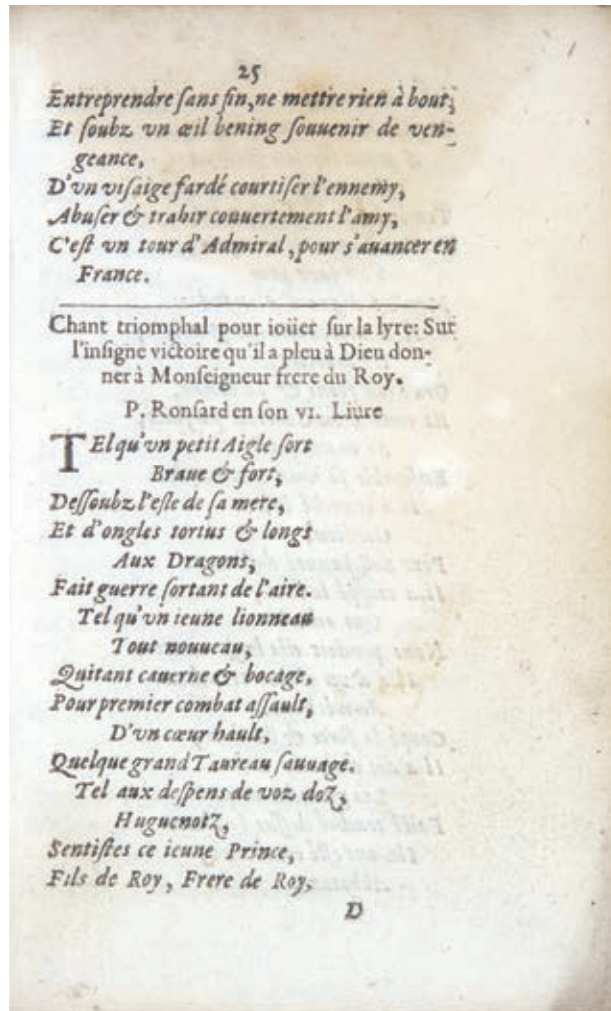 25
Entreprendre ſans fin, ne mettre rien à bout,
Et ſoubz vn œil bening ſouuenir de ven-
geance,
D'vn viſaige fardé courtiſer l'ennemy,
Abuſer & trahir couuertement l'amy,
C'eſt vn tour d'Admiral, pour s'auancer en
France.
Chant triomphal pour ioüer ſur la lyre: Sur
l'inſigne victoire qu'il a pleu à Dieu don-
ner à Monſeigneur frere du Roy.
P. Ronſard en ſon VI. Liure
TEl qu'vn petit Aigle ſort
Braue & fort,
Deſſoubz l'eſle de ſa mere,
Et d'ongles tortus & longs
Aux Dragons,
Fait guerre ſortant de l'aire.
Tel qu'vn ieune lionneau
Tout nouueau,
Quitant cauerne & bocage,
Pour premier combat aſſault,
D'vn cœur hault,
Quelque grand Taureau ſauuage.
Tel aux deſpens de voz doz,
Huguenotz,
Sentiſtes ce ieune Prince,
Fils de Roy, Frere de Roy,
D